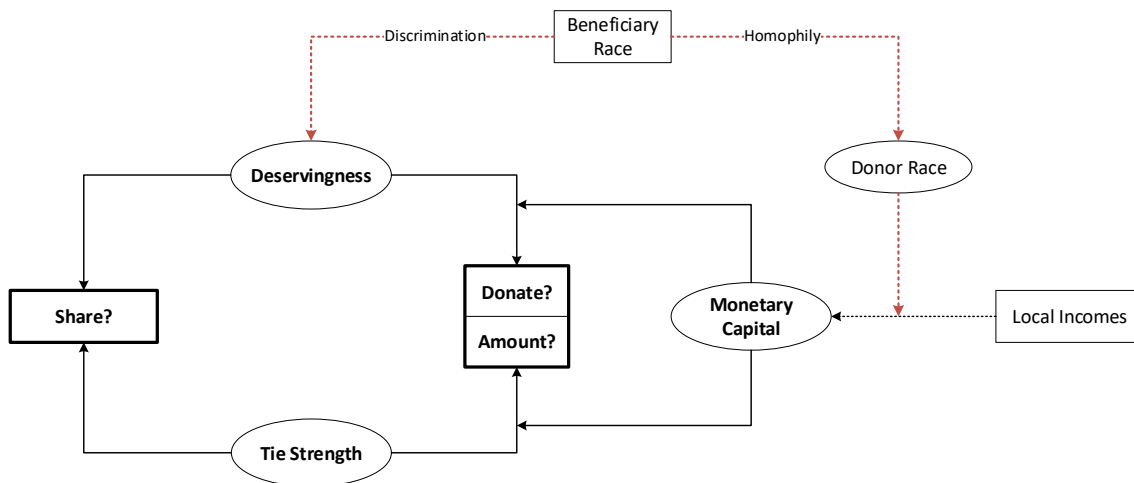 Beneficiary
Race
Discrimination
Homophily
Deservingness
Donor Race
Share?
Donate?
Amount?
Monetary
Capital
Local Incomes
Tie Strength